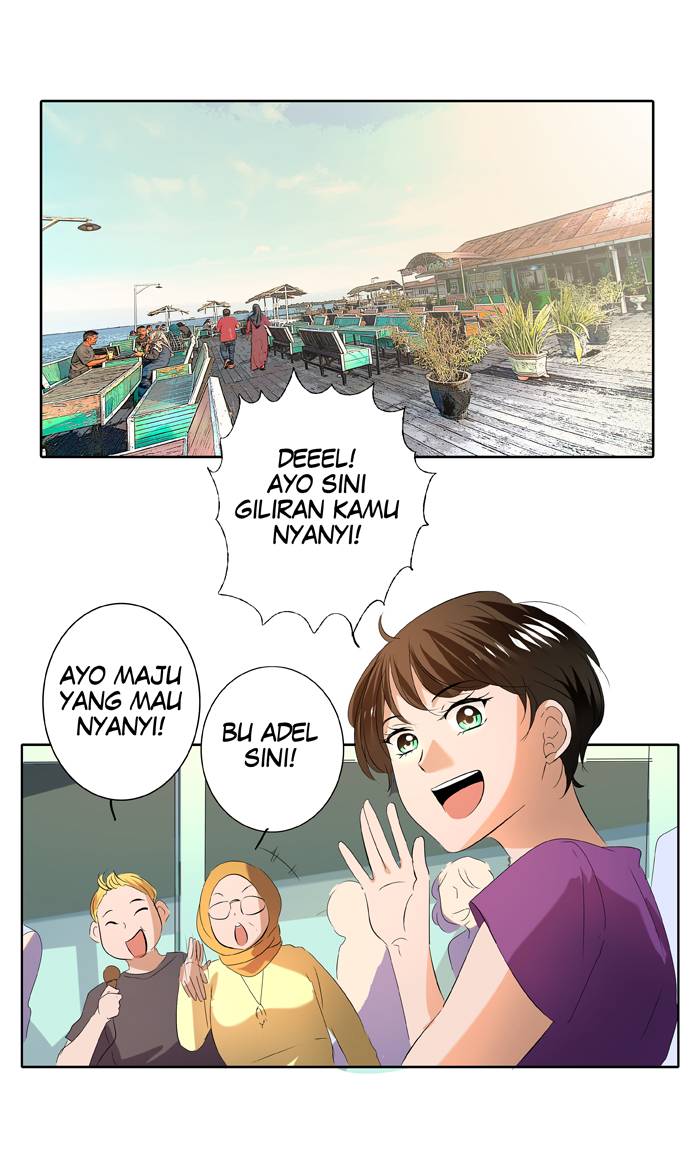 DEEEL!
AYO SINI
GILIRAN KAMU
NYANYI!
AYO MAJU
YANG MAU
NYANYI!
BU ADEL
SINI!